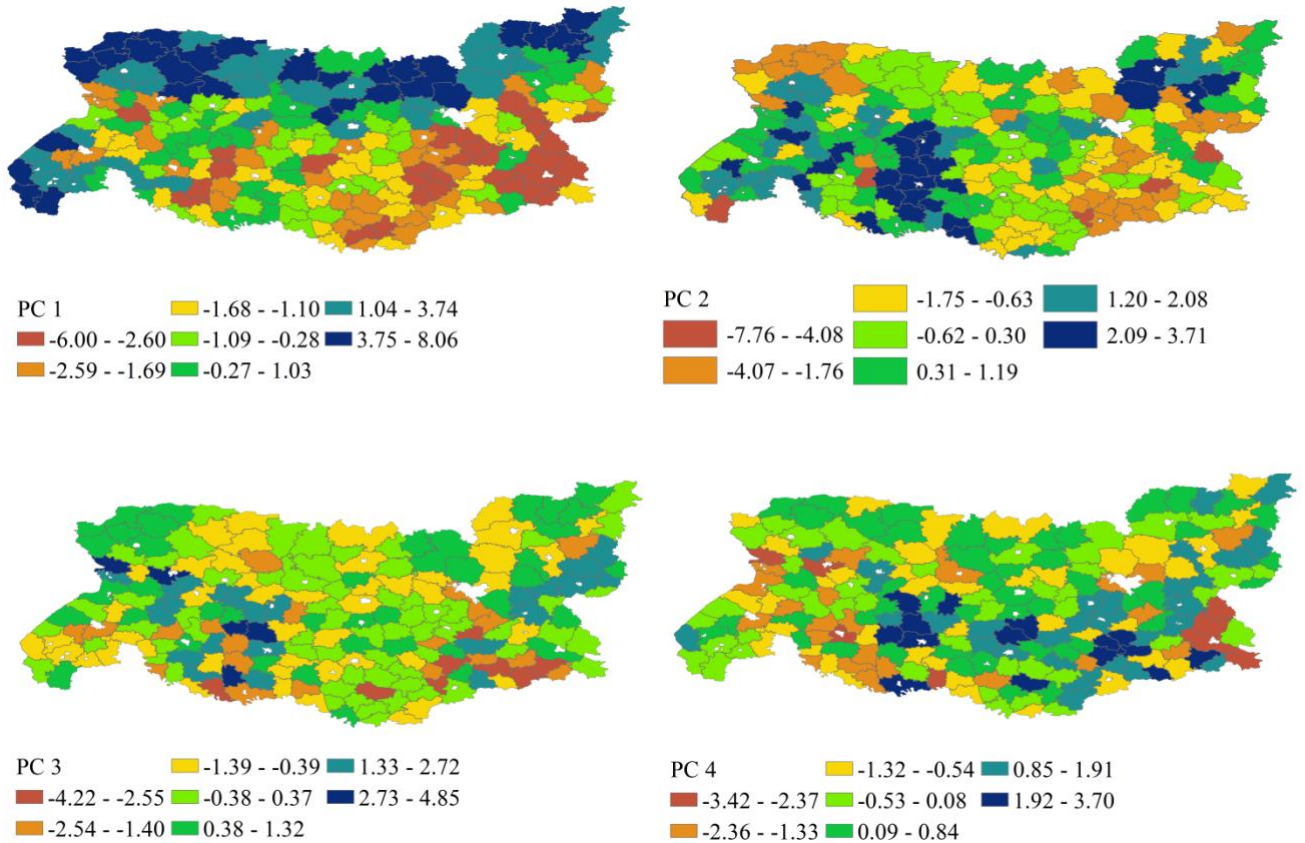 PC 1
-6.00 - -2.60
-2.59 - -1.69
-1.68 - -1.10
-1.09 - -0.28
-0.27 - 1.03
1.04 - 3.74
3.75 - 8.06
PC 2
-7.76 - -4.08
-4.07 - -1.76
-1.75 - -0.63
-0.62 - 0.30
0.31 - 1.19
1.20 - 2.08
2.09 - 3.71
PC 3
-4.22 - -2.55
-2.54 - -1.40
-1.39 - -0.39
-0.38 - 0.37
0.38 - 1.32
1.33 - 2.72
2.73 - 4.85
PC 4
-3.42 - -2.37
-2.36 - -1.33
-1.32 - -0.54
-0.53 - 0.08
0.09 - 0.84
0.85 - 1.91
1.92 - 3.70